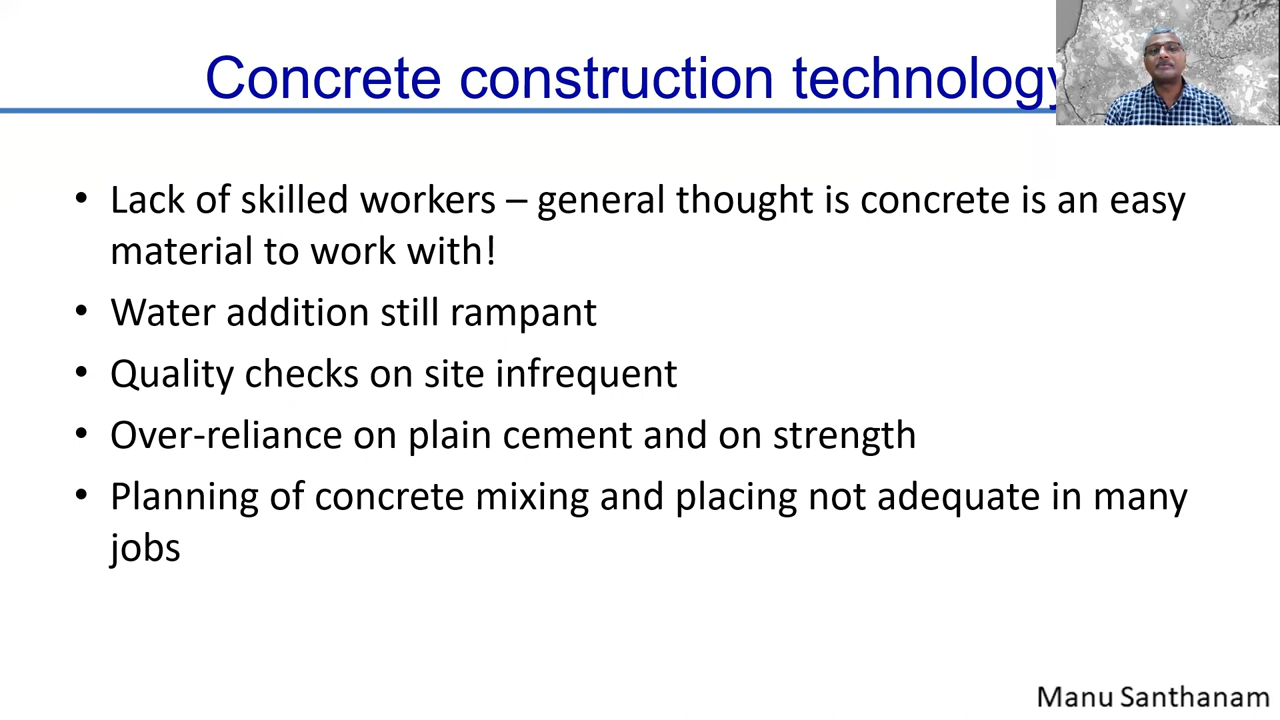 Concrete construction technology
• Lack of skilled workers – general thought is concrete is an easy
material to work with!
• Water addition still rampant
• Quality checks on site infrequent
• Over-reliance on plain cement and on strength
• Planning of concrete mixing and placing not adequate in many
jobs
Manu Santhanam